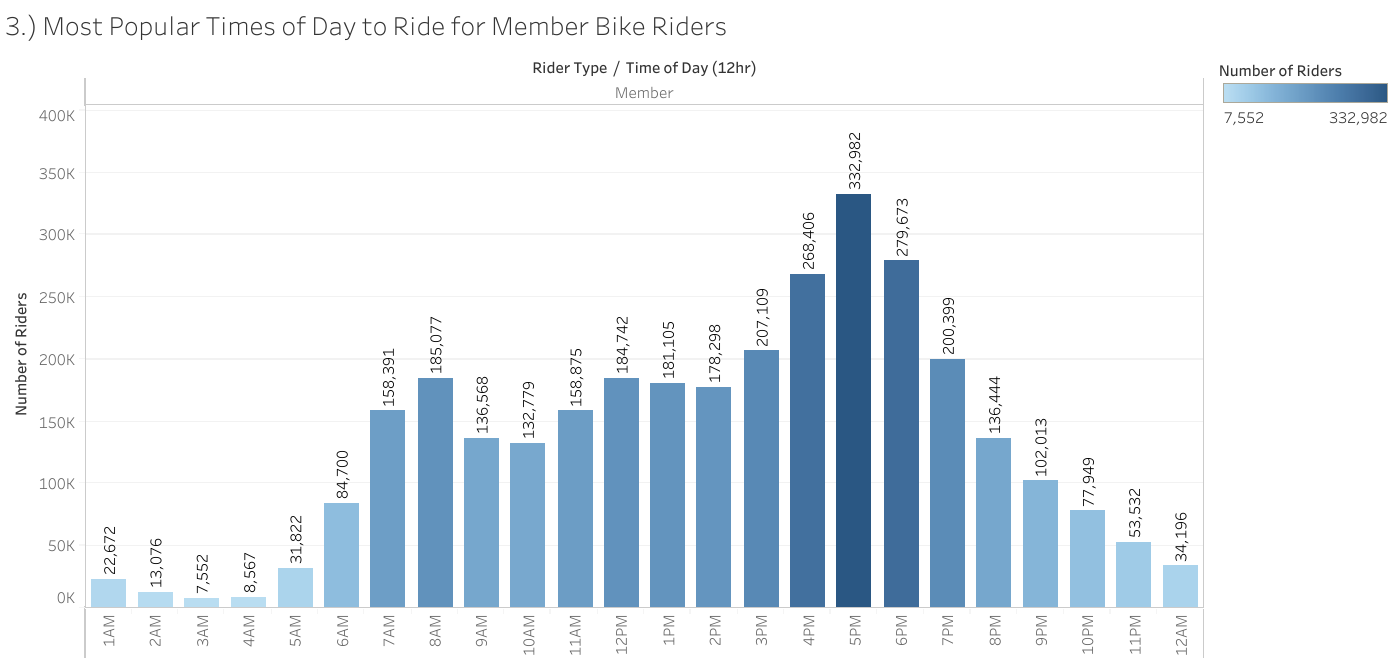 3.) Most Popular Times of Day to Ride for Member Bike Riders
Rider Type / Time of Day (12hr)
Member
Number of Riders
7,552 332,982
Number of Riders
400K
350K
300K
250K
200K
150K
100K
50K
0K
22,672
13,076
7,552
8,567
31,822
84,700
158,391
185,077
136,568
132,779
158,875
184,742
181,105
178,298
207,109
268,406
332,982
279,673
200,399
136,444
102,013
77,949
53,532
34,196
1AM
2AM
3AM
4AM
5AM
6AM
7AM
8AM
9AM
10AM
11AM
12PM
1PM
2PM
3PM
4PM
5PM
6PM
7PM
8PM
9PM
10PM
11PM
12AM